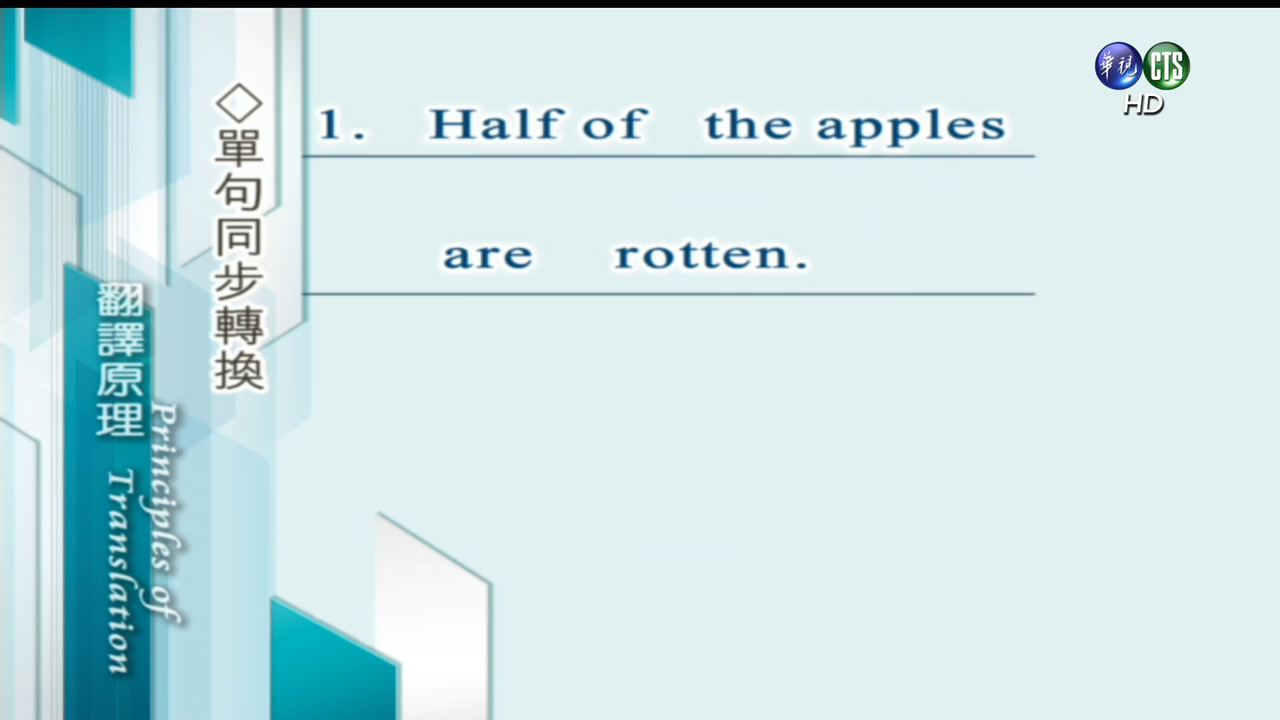 華視 CTS
HD
◇單句同步轉換
1. Half of the apples
are rotten.
翻譯原理
Principles of
Translation